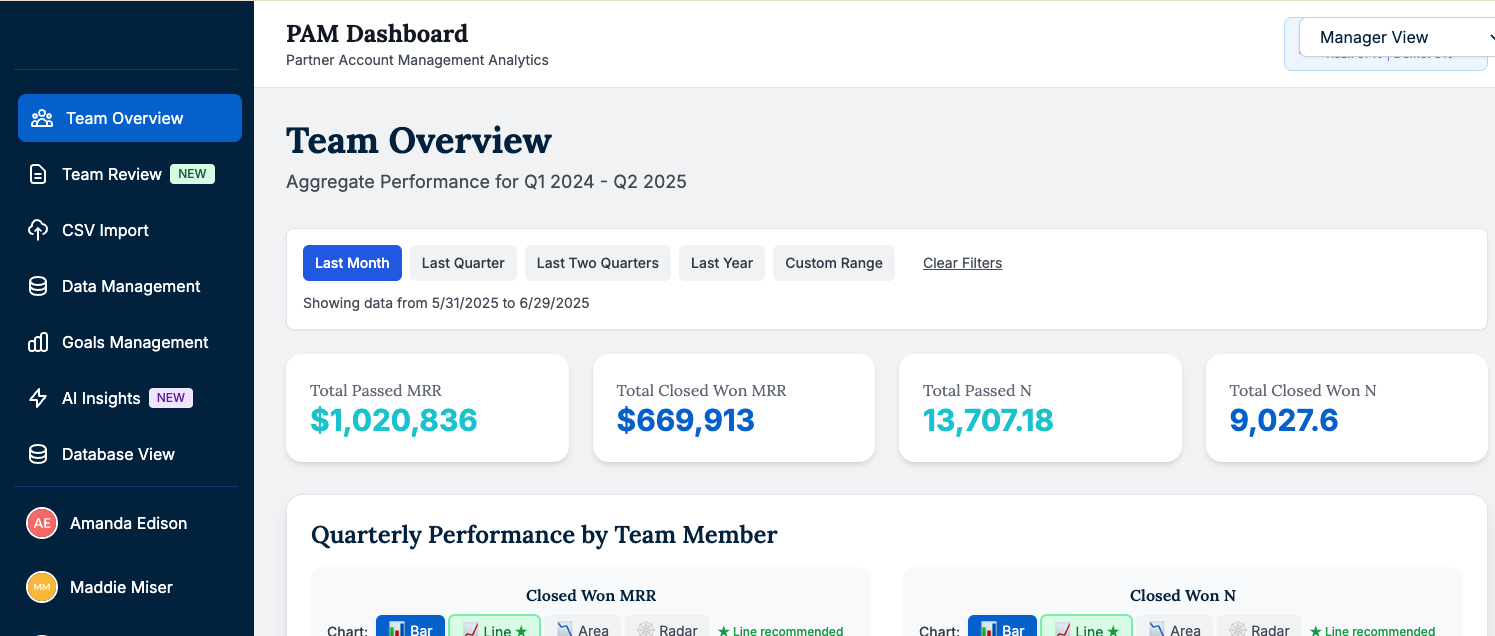 PAM Dashboard
Partner Account Management Analytics
Manager View
Team Overview
Team Review NEW
CSV Import
Data Management
Goals Management
AI Insights NEW
Database View
AE Amanda Edison
MM Maddie Miser
Team Overview
Aggregate Performance for Q1 2024 - Q2 2025
Last Month Last Quarter Last Two Quarters Last Year Custom Range Clear Filters
Showing data from 5/31/2025 to 6/29/2025
Total Passed MRR
$1,020,836
Total Closed Won MRR
$669,913
Total Passed N
13,707.18
Total Closed Won N
9,027.6
Quarterly Performance by Team Member
Closed Won MRR
Chart: Bar Line ★ Area Radar ★ Line recommended
Closed Won N
Chart: Bar Line ★ Area Radar ★ Line recommended